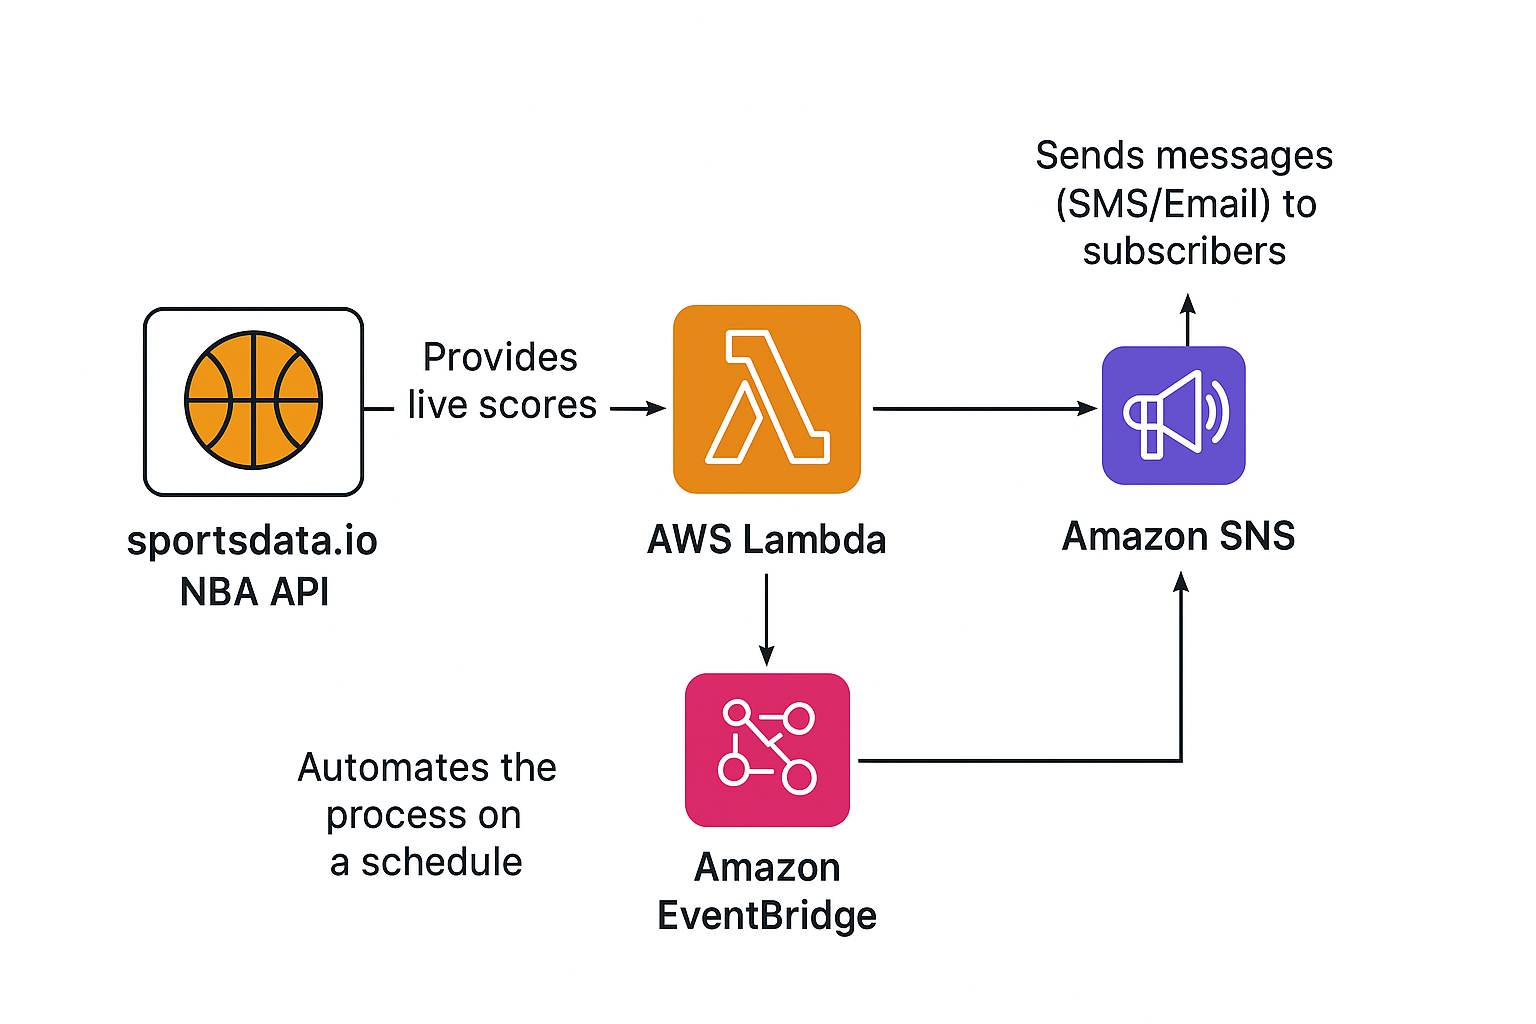 Sends messages
(SMS/Email) to
subscribers
Provides
live scores
sportsdata.io
NBA API
AWS Lambda
Amazon SNS
Automates the
process on
a schedule
Amazon
EventBridge